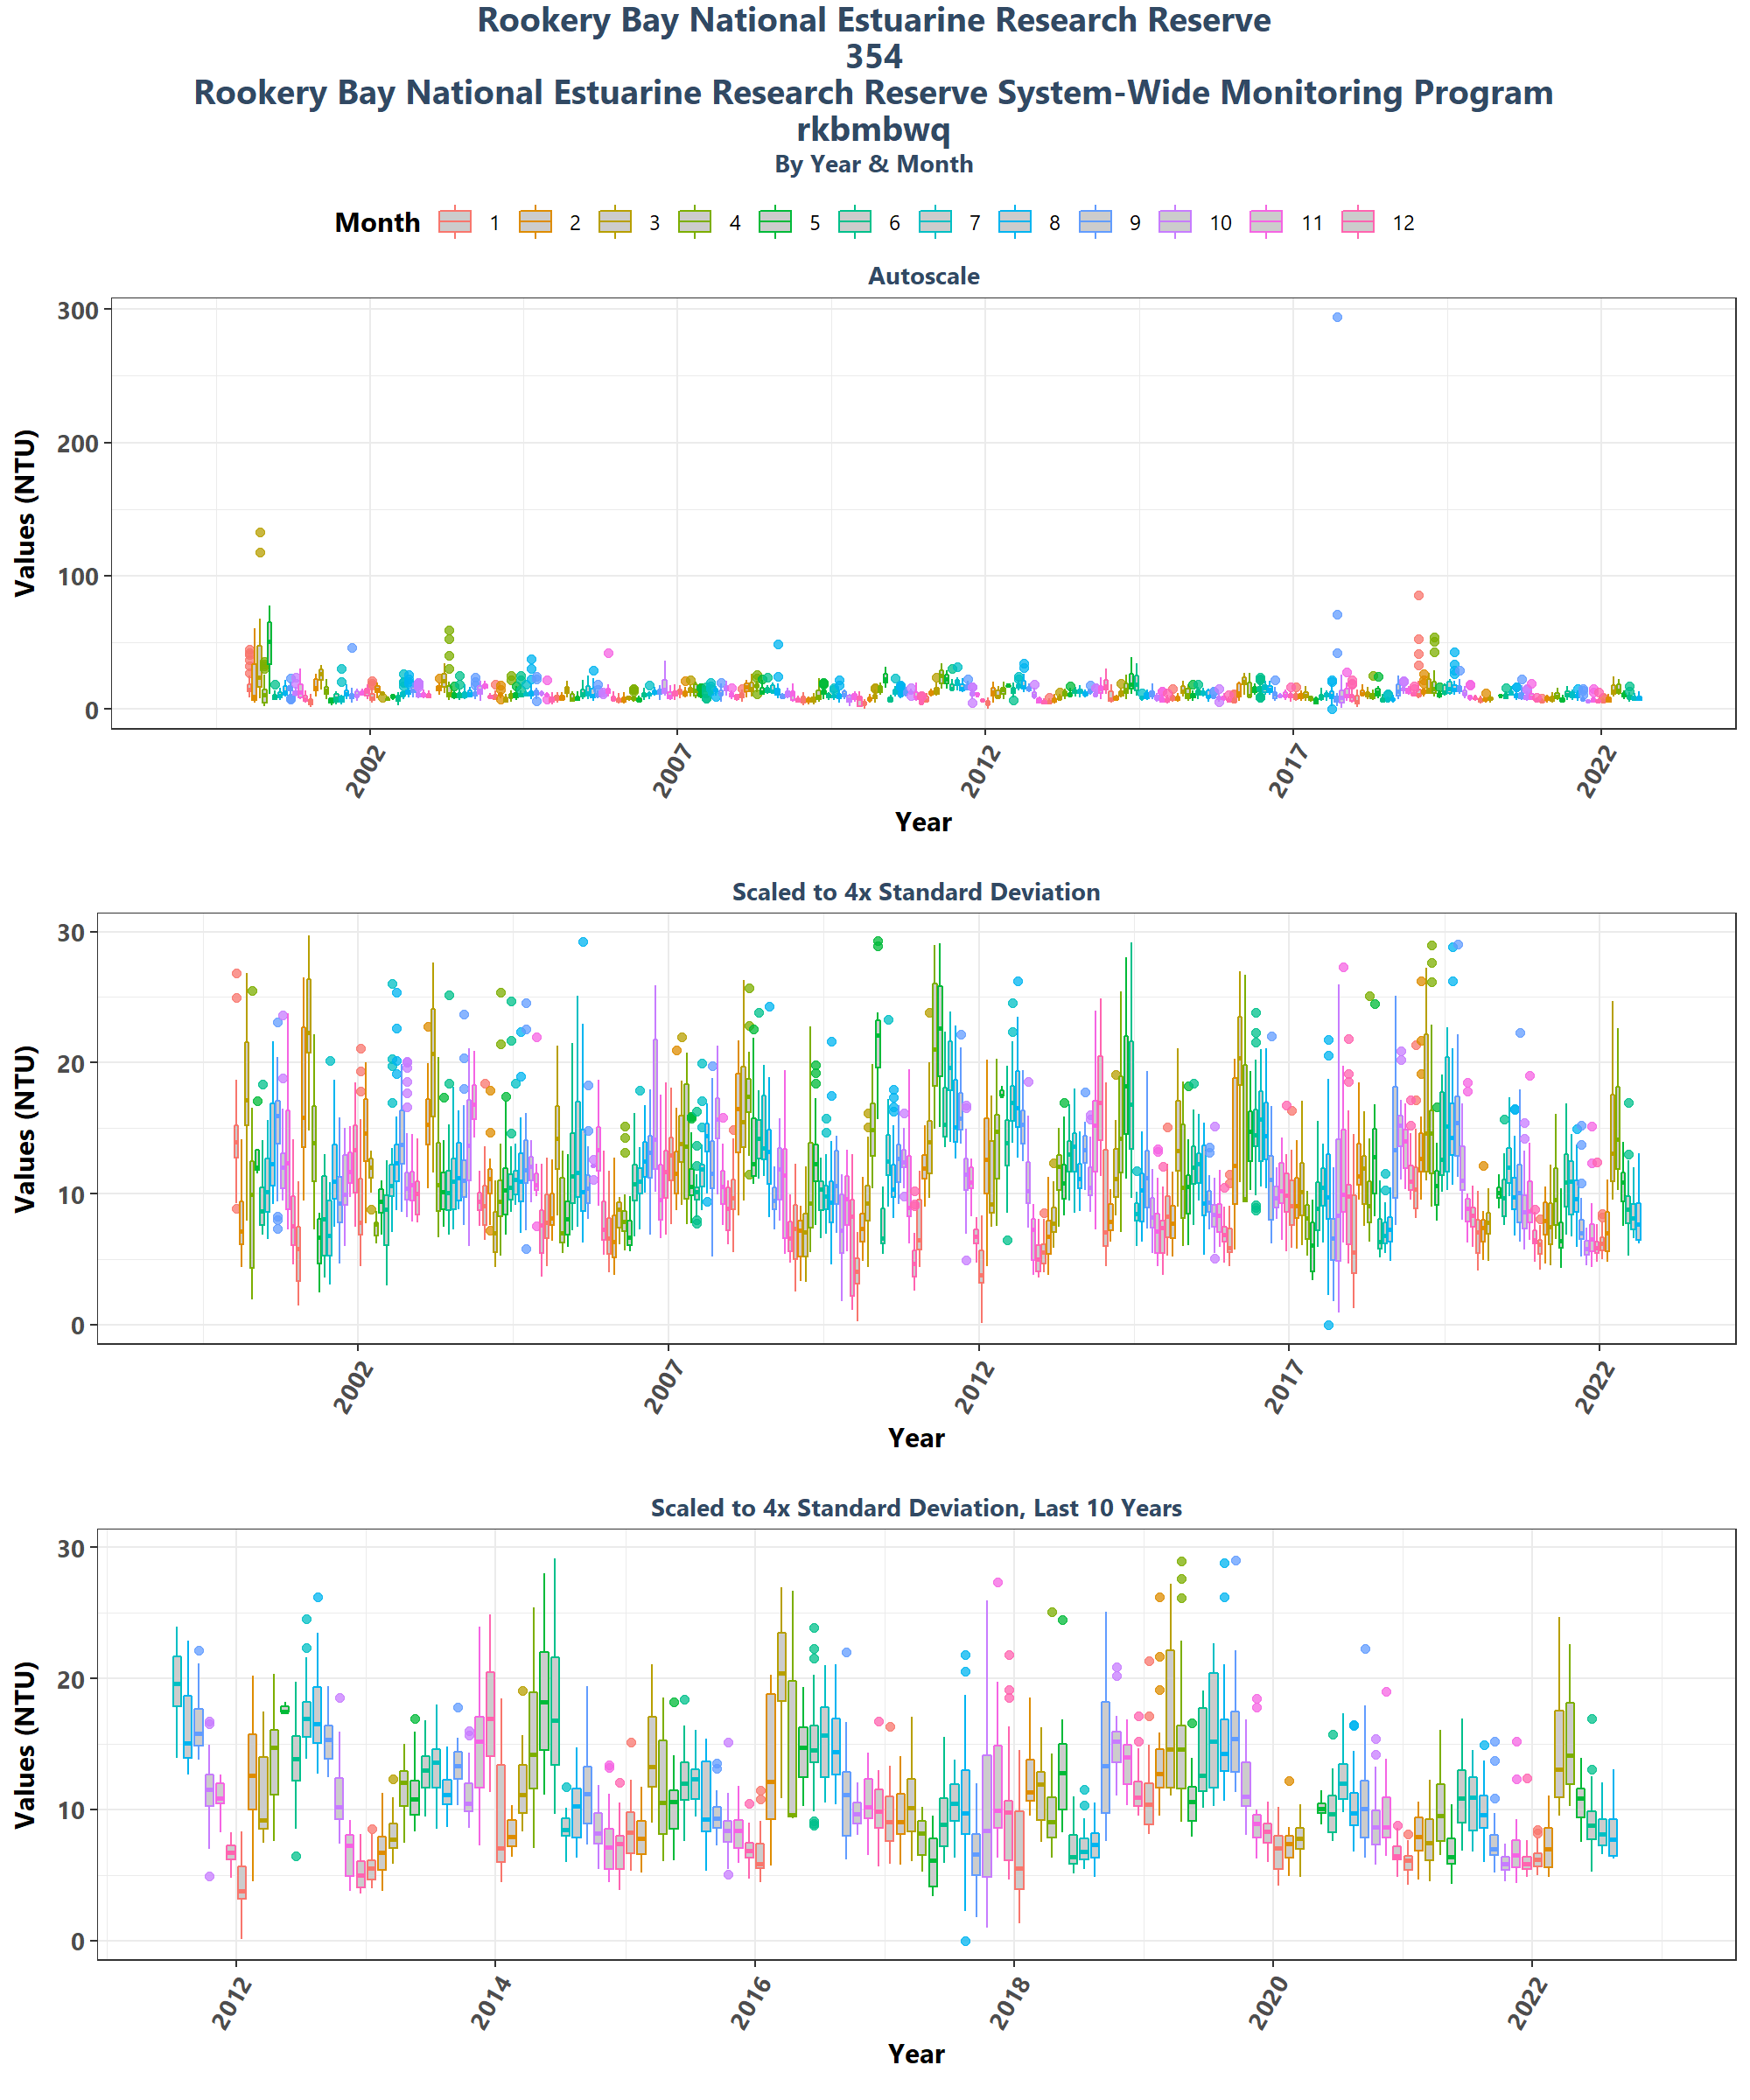 Rookery Bay National Estuarine Research Reserve
354
Rookery Bay National Estuarine Research Reserve System-Wide Monitoring Program
rkbmbwq
By Year & Month
Month 1 2 3 4 5 6 7 8 9 10 11 12
Autoscale
Values (NTU)
300
200
100
0
2002 2007 2012 2017 2022
Year
Scaled to 4x Standard Deviation
Values (NTU)
30
20
10
0
2002 2007 2012 2017 2022
Year
Scaled to 4x Standard Deviation, Last 10 Years
Values (NTU)
30
20
10
0
2012 2014 2016 2018 2020 2022
Year